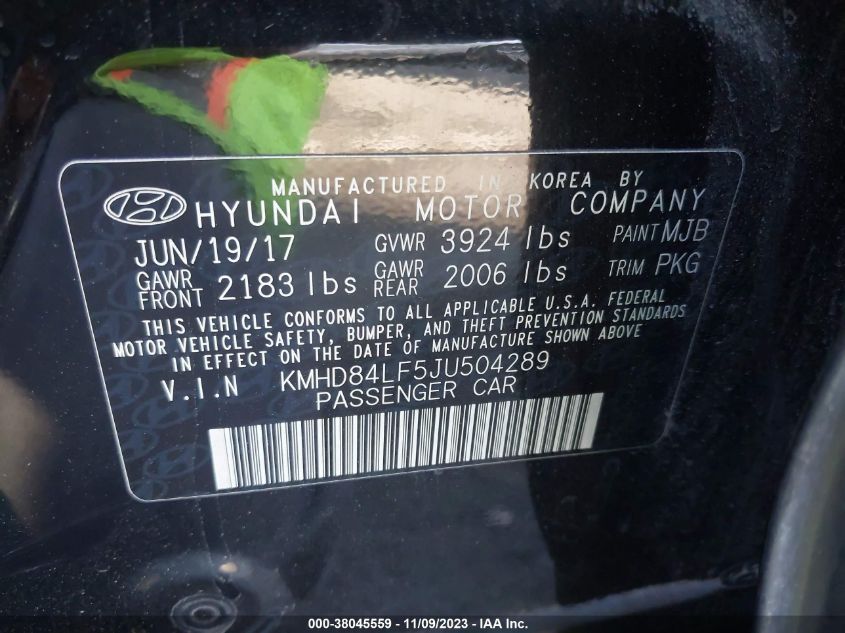 MANUFACTURED IN KOREA BY
HYUNDAI MOTOR COMPANY
JUN/19/17 GVWR 3924 lbs PAINT MJB
GAWR FRONT 2183 lbs GAWR REAR 2006 lbs TRIM PKG
THIS VEHICLE CONFORMS TO ALL APPLICABLE U.S.A. FEDERAL
MOTOR VEHICLE SAFETY, BUMPER, AND THEFT PREVENTION STANDARDS
IN EFFECT ON THE DATE OF MANUFACTURE SHOWN ABOVE
V.I.N KMHD84LF5JU504289
PASSENGER CAR
000-38045559 - 11/09/2023 - IAA Inc.